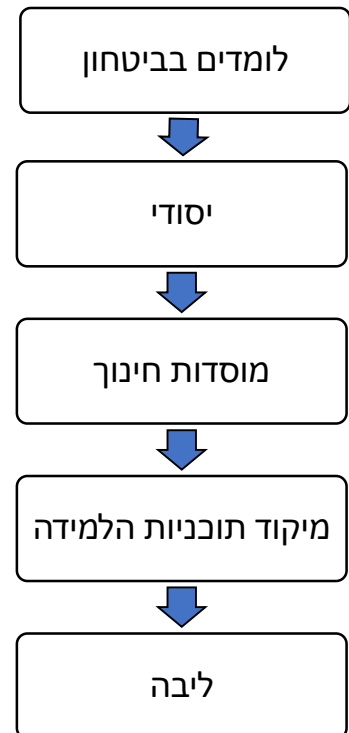 לומדים בביטחון
יסודי
מוסדות חינוך
מיקוד תוכניות הלמידה
ליבה